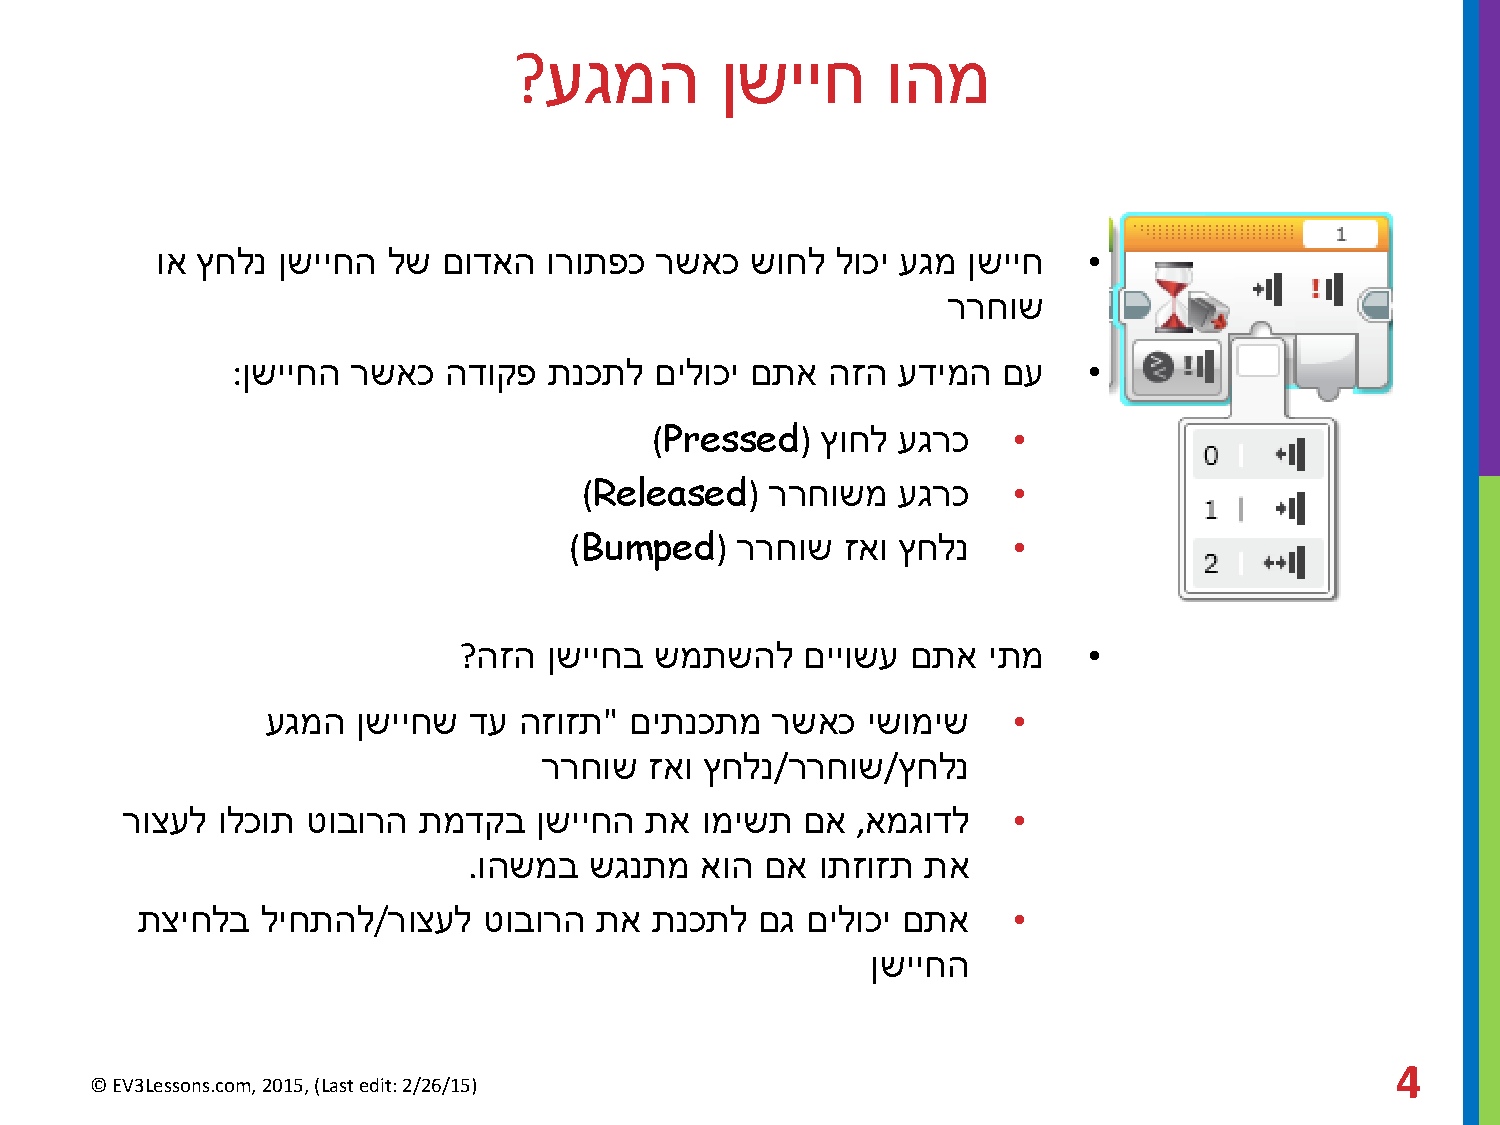 מהו חיישן המגע?
1
• חיישן מגע יכול לחוש כאשר כפתורו האדום של החיישן נלחץ או
שוחרר
• עם המידע הזה אתם יכולים לתכנת פקודה כאשר החיישן:
• כרגע לחוץ (Pressed)
• כרגע משוחרר (Released)
• נלחץ ואז שוחרר (Bumped)
0
1
2
• מתי אתם עשויים להשתמש בחיישן הזה?
• שימושי כאשר מתכנתים "תזוזה עד שחיישן המגע
נלחץ/שוחרר/נלחץ ואז שוחרר
• לדוגמא, אם תשימו את החיישן בקדמת הרובוט תוכלו לעצור
את תזוזתו אם הוא מתנגש במשהו.
• אתם יכולים גם לתכנת את הרובוט לעצור/להתחיל בלחיצת
החיישן
© EV3Lessons.com, 2015, (Last edit: 2/26/15)
4